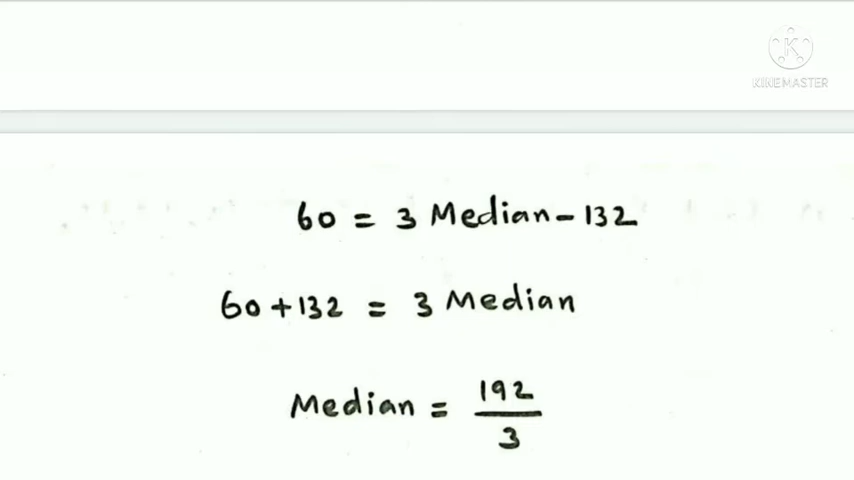 K
KINEMASTER
60 = 3 Median - 132
60 + 132 = 3 Median
Median = 192/3